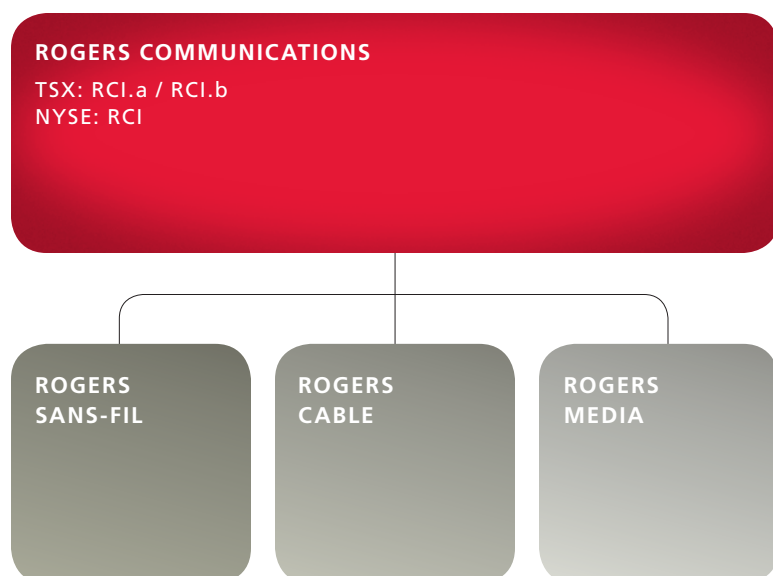 ROGERS COMMUNICATIONS
TSX: RCI.a / RCI.b
NYSE: RCI
ROGERS
SANS-FIL
ROGERS
CABLE
ROGERS
MEDIA